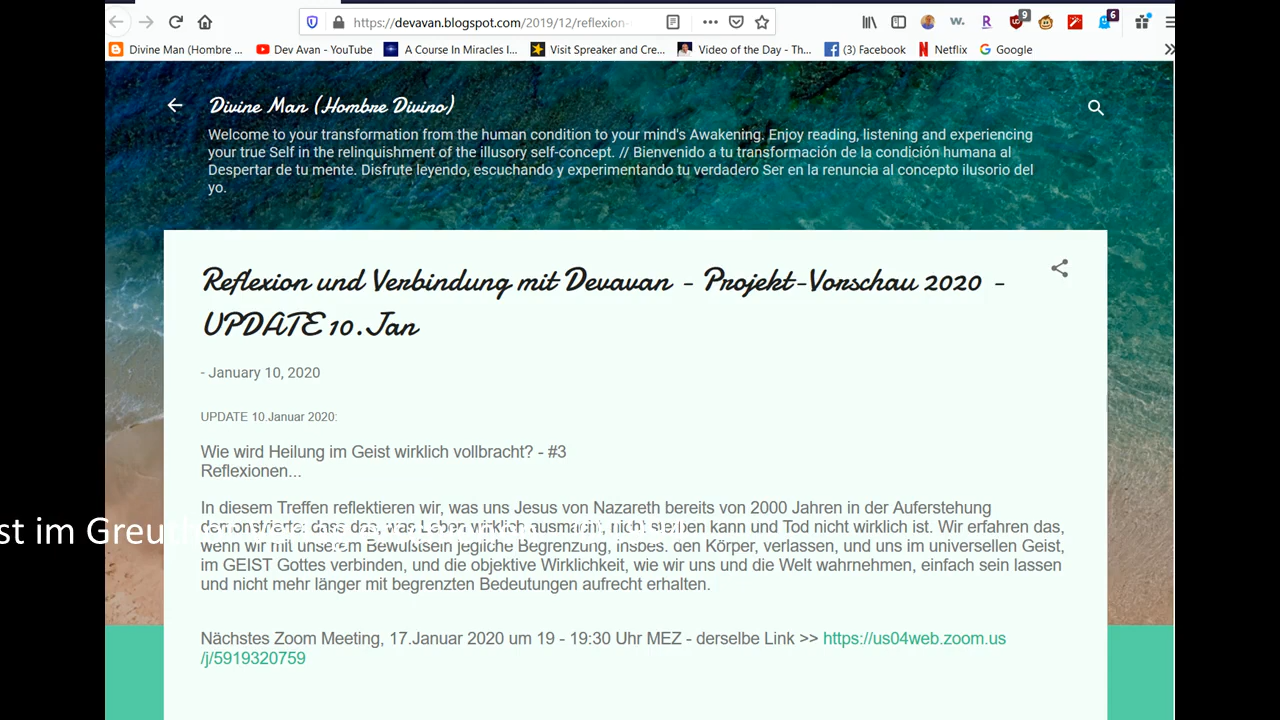 https://devavan.blogspot.com/2019/12/reflexion-
9
w.
R
6
Divine Man (Hombre ...
Dev Avan - YouTube
A Course In Miracles I...
Visit Spreaker and Cre...
Video of the Day - Th...
(3) Facebook
Netflix
Google
Divine Man (Hombre Divino)
Welcome to your transformation from the human condition to your mind's Awakening. Enjoy reading, listening and experiencing
your true Self in the relinquishment of the illusory self-concept. // Bienvenido a tu transformación de la condición humana al
Despertar de tu mente. Disfrute leyendo, escuchando y experimentando tu verdadero Ser en la renuncia al concepto ilusorio del
yo.
Reflexion und Verbindung mit Devavan - Projekt-Vorschau 2020 -
UPDATE 10.Jan
- January 10, 2020
UPDATE 10.Januar 2020:
Wie wird Heilung im Geist wirklich vollbracht? - #3
Reflexionen...
In diesem Treffen reflektieren wir, was uns Jesus von Nazareth bereits von 2000 Jahren in der Auferstehung
das, was Leben ausmacht, nicht kann und Tod nicht wirklich ist. Wir erfahren das,
st im
wenn wir mit unserem Bewußtsein jegliche Begrenzung, insbes. den Körper, verlassen, und uns im universellen Geist,
im GEIST Gottes verbinden, und die objektive Wirklichkeit, wie wir uns und die Welt wahrnehmen, einfach sein lassen
und nicht mehr länger mit begrenzten Bedeutungen aufrecht erhalten.
Nächstes Zoom Meeting, 17.Januar 2020 um 19 - 19:30 Uhr MEZ - derselbe Link >> https://us04web.zoom.us
/j/5919320759